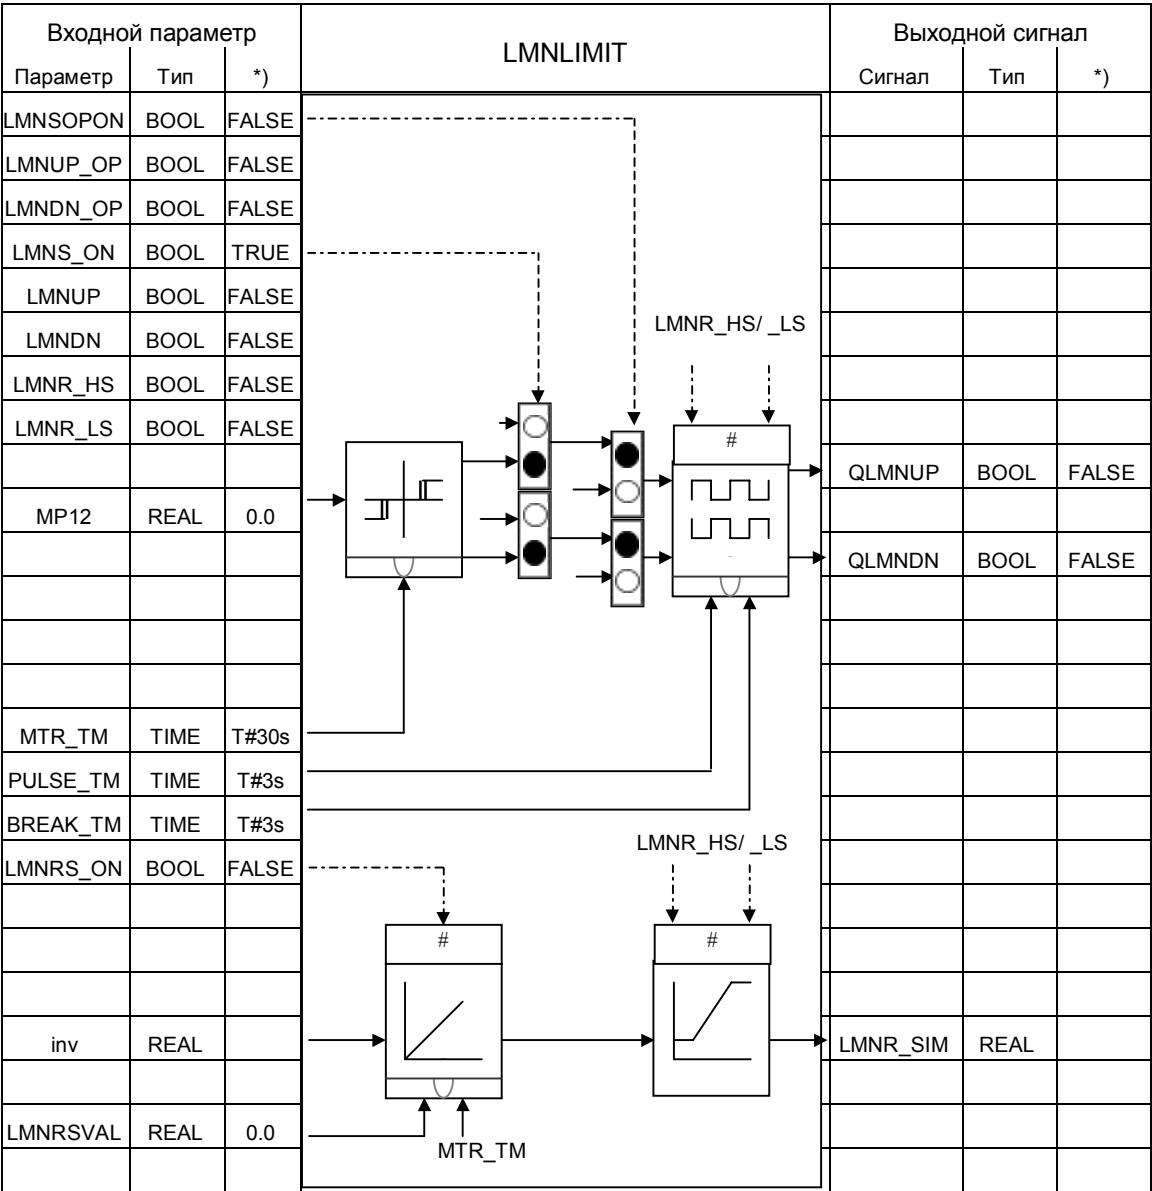 Входной параметр LMNLIMIT Выходной сигнал
Параметр Тип *) Сигнал Тип *)
LMNSOPON BOOL FALSE
LMNUP_OP BOOL FALSE
LMNDN_OP BOOL FALSE
LMNS_ON BOOL TRUE
LMNUP BOOL FALSE
LMNR_HS/ _LS
LMNDN BOOL FALSE
LMNR_HS BOOL FALSE
LMNR_LS BOOL FALSE
#
QLMNUP BOOL FALSE
MP12 REAL 0.0
QLMNDN BOOL FALSE
MTR_TM TIME T#30s
PULSE_TM TIME T#3s
BREAK_TM TIME T#3s
LMNR_HS/ _LS
LMNRS_ON BOOL FALSE
# #
inv REAL LMNR_SIM REAL
LMNRSVAL REAL 0.0
MTR_TM